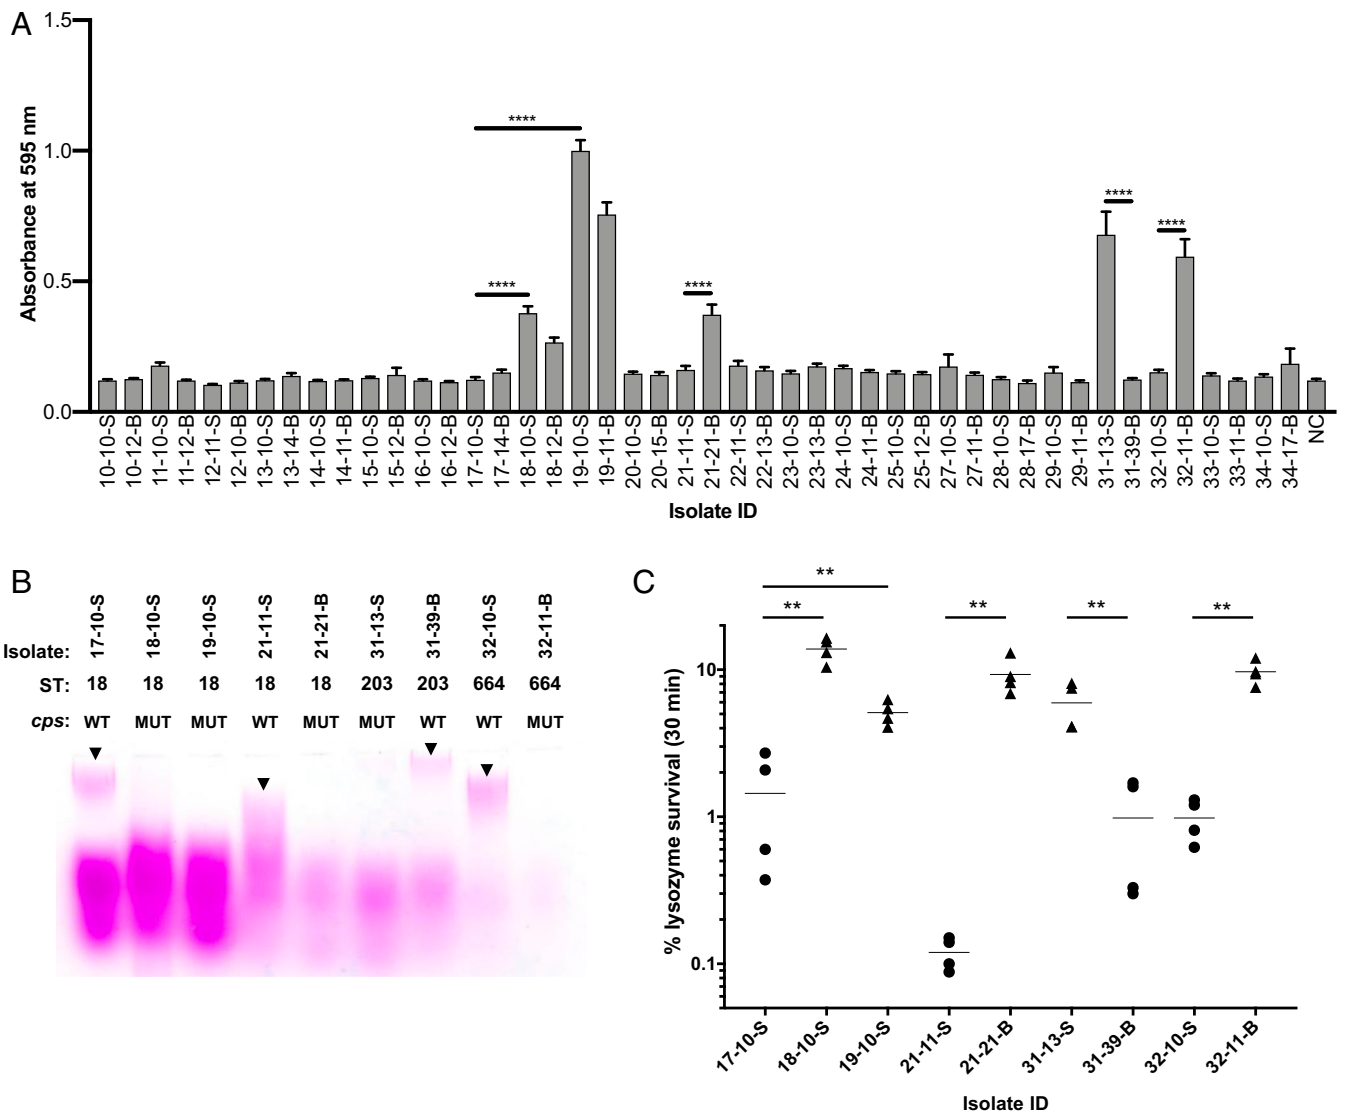 A
1.5
1.0
0.5
0.0
Absorbance at 595 nm
****
****
****
****
****
10-10-S
10-12-B
11-10-S
11-12-B
12-11-S
12-10-B
13-10-S
13-14-B
14-10-S
14-11-B
15-10-S
15-12-B
16-10-S
16-12-B
17-10-S
17-14-B
18-10-S
18-12-B
19-10-S
19-11-B
20-10-S
20-15-B
21-11-S
21-21-B
22-11-S
22-13-B
23-10-S
23-13-B
24-10-S
24-11-B
25-10-S
25-12-B
27-10-S
27-11-B
28-10-S
28-17-B
29-10-S
29-11-B
31-13-S
31-39-B
32-10-S
32-11-B
33-10-S
33-11-B
34-10-S
34-17-B
NC
Isolate ID
B
Isolate: 17-10-S 18-10-S 19-10-S 21-11-S 21-21-B 31-13-S 31-39-B 32-10-S 32-11-B
ST: 18 18 18 18 18 203 203 664 664
cps: WT MUT MUT WT MUT MUT WT WT MUT
C
**
** ** ** **
10
1
0.1
% lysozyme survival (30 min)
17-10-S
18-10-S
19-10-S
21-11-S
21-21-B
31-13-S
31-39-B
32-10-S
32-11-B
Isolate ID